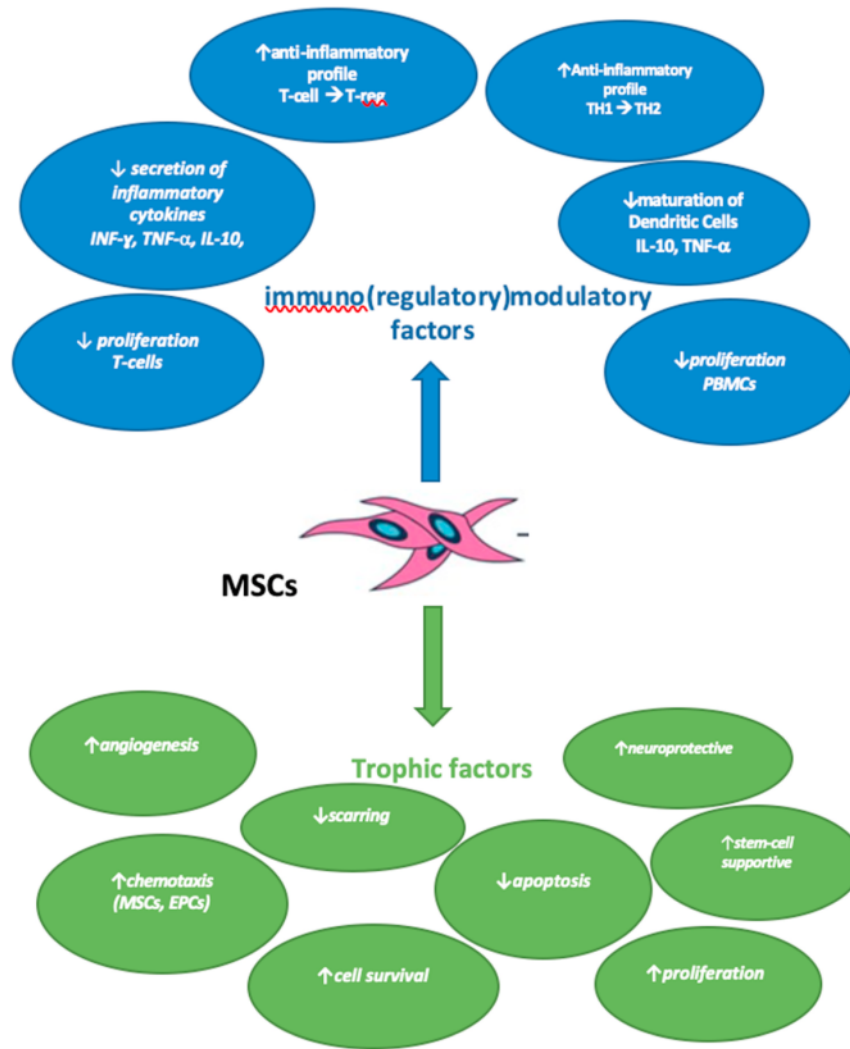 ↑anti-inflammatory
profile
T-cell → T-reg
↑Anti-inflammatory
profile
TH1 → TH2
↓ secretion of
inflammatory
cytokines
INF-γ, TNF-α, IL-10,
↓maturation of
Dendritic Cells
IL-10, TNF-α
immuno(regulatory)modulatory
factors
↓ proliferation
T-cells
↓proliferation
PBMCs
MSCs
↑angiogenesis
Trophic factors
↑neuroprotective
↓scarring
↑stem-cell
supportive
↑chemotaxis
(MSCs, EPCs)
↓apoptosis
↑cell survival
↑proliferation